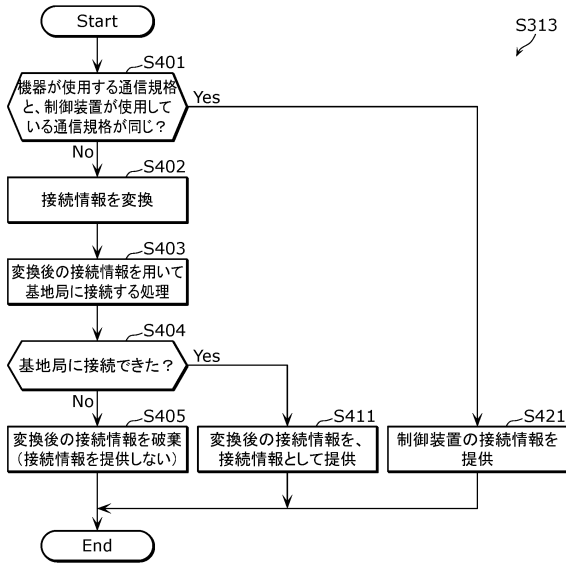 Start
S313
S401
機器が使用する通信規格
と、制御装置が使用して
いる通信規格が同じ？
Yes
No
S402
接続情報を変換
S403
変換後の接続情報を用いて
基地局に接続する処理
S404
基地局に接続できた？
Yes
No
S405
変換後の接続情報を破棄
（接続情報を提供しない）
S411
変換後の接続情報を、
接続情報として提供
S421
制御装置の接続情報を
提供
End